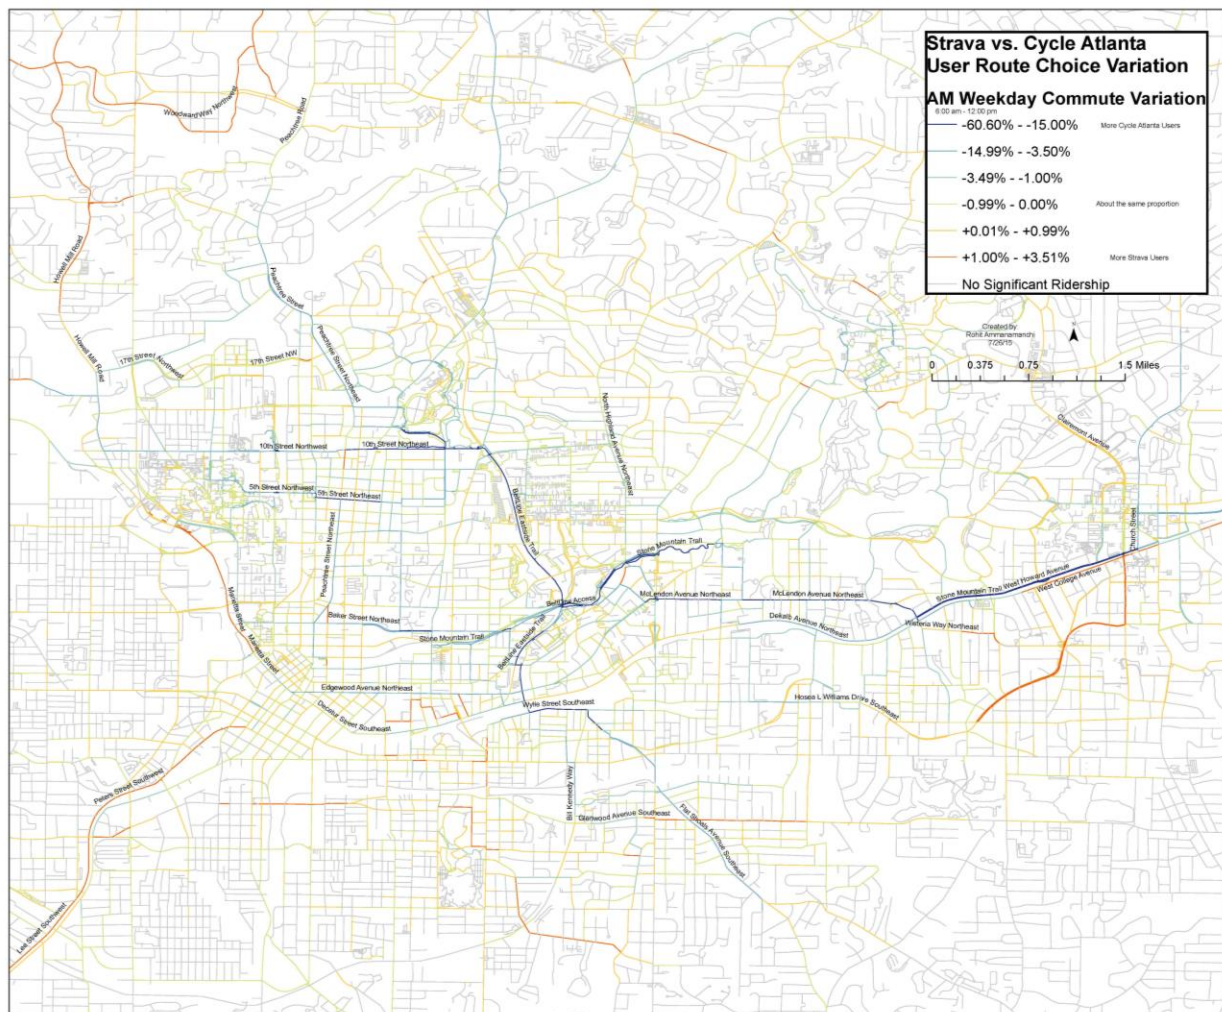 Strava vs. Cycle Atlanta
User Route Choice Variation
AM Weekday Commute Variation
6:00 am - 12:00 pm
-60.60% - -15.00% More Cycle Atlanta Users
-14.99% - -3.50%
-3.49% - -1.00%
-0.99% - 0.00% About the same proportion
+0.01% - +0.99%
+1.00% - +3.51% More Strava Users
No Significant Ridership
Created by
Rohit Ammanamanchi
7/26/15
N
0 0.375 0.75 1.5 Miles
Woodward Way Northwest
Peachtree Road
Howell Mill Road
Peachtree Street
Howell Mill Road
17th Street Northwest
17th Street NW
Peachtree Street Northeast
North Highland Avenue Northeast
Clairemont Avenue
10th Street Northwest
10th Street Northeast
5th Street Northwest
5th Street Northeast
BeltLine Eastside Trail
Peachtree Street Northeast
Church Street
Stone Mountain Trail
Stone Mountain Trail West Howard Avenue
West College Avenue
Marietta Street
BeltLine Access
McLendon Avenue Northeast
McLendon Avenue Northeast
Baker Street Northeast
Stone Mountain Trail
BeltLine Eastside Trail
Dekalb Avenue Northeast
Wisteria Way Northeast
Marietta Street
Edgewood Avenue Northeast
Decatur Street Southeast
Wylie Street Southeast
Hosea L Williams Drive Southeast
Peters Street Southwest
Bill Kennedy Way
Glenwood Avenue Southeast
Flat Shoals Avenue Southeast
Lee Street Southwest